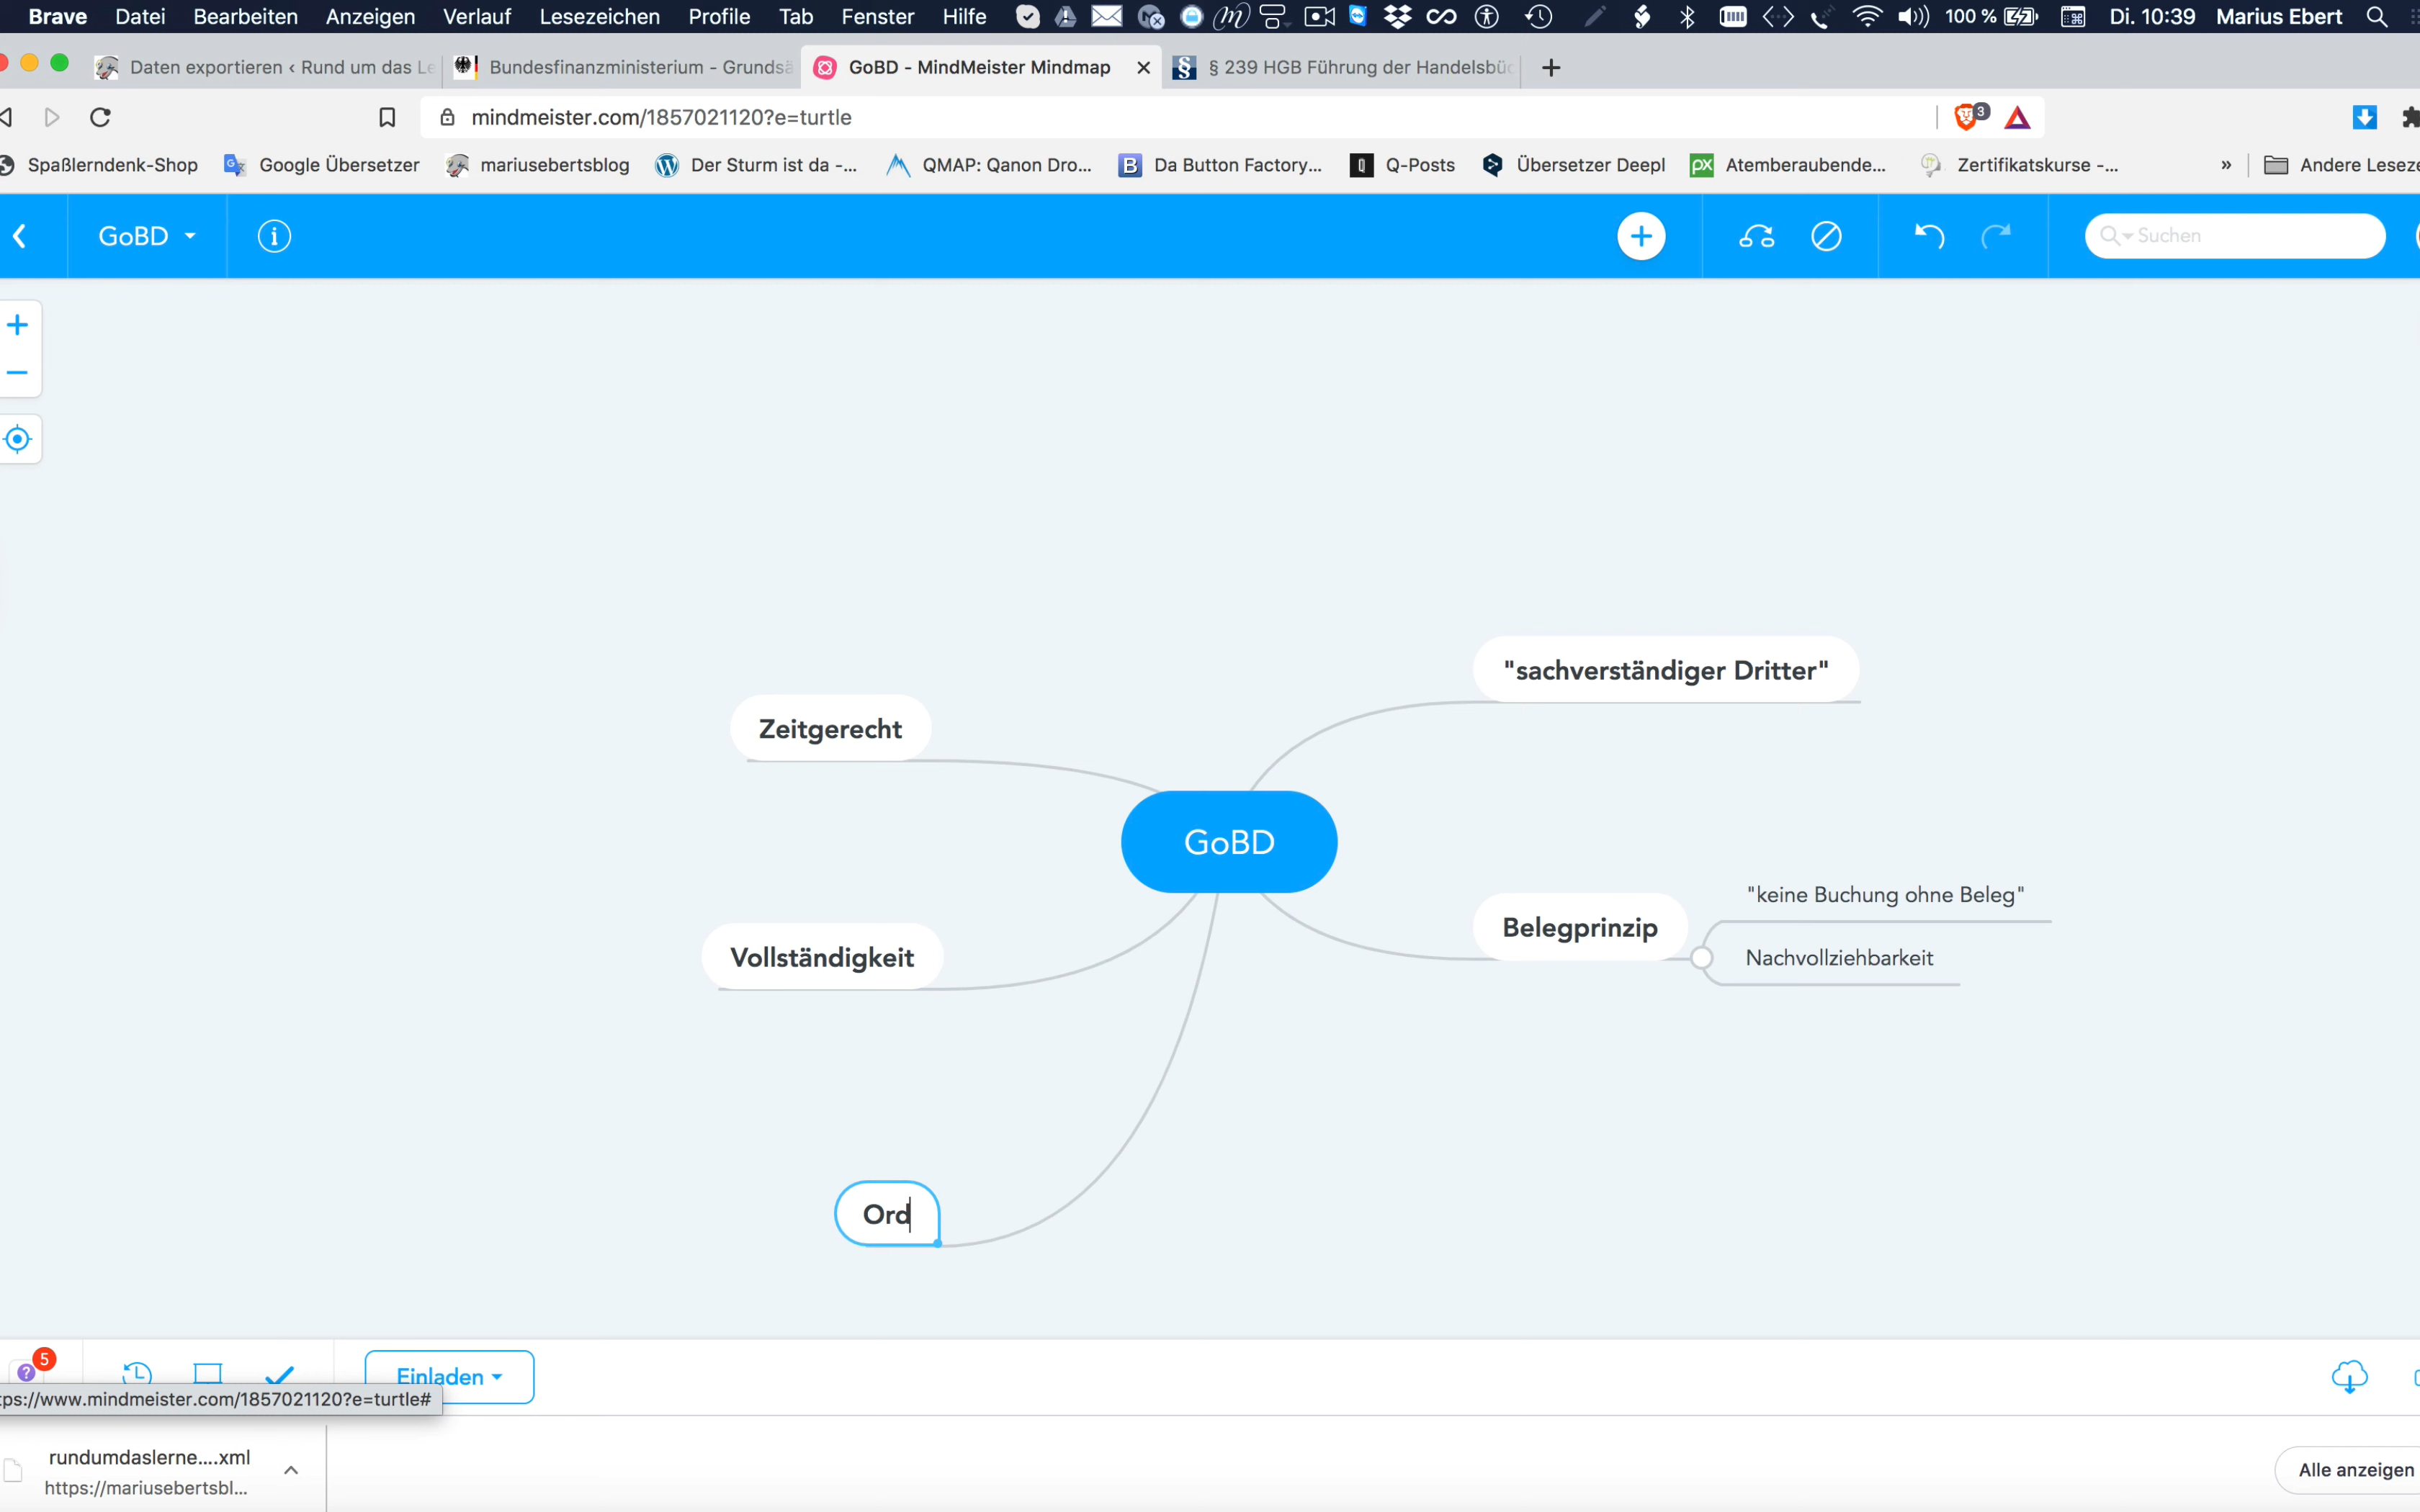 Brave Datei Bearbeiten Anzeigen Verlauf Lesezeichen Profile Tab Fenster Hilfe 100 % Di. 10:39 Marius Ebert
Daten exportieren ‹ Rund um das Le Bundesfinanzministerium - Grundsä GoBD - MindMeister Mindmap § 239 HGB Führung der Handelsbüc
mindmeister.com/1857021120?e=turtle 3
Spaßlerndenk-Shop Google Übersetzer mariusebertsblog Der Sturm ist da -... QMAP: Qanon Dro... Da Button Factory... Q-Posts Übersetzer Deepl Atemberaubende... Zertifikatskurse -... » Andere Leseze
GoBD Suchen
"sachverständiger Dritter"
Zeitgerecht
GoBD
"keine Buchung ohne Beleg"
Belegprinzip
Vollständigkeit
Nachvollziehbarkeit
Ord
5
Einladen
tps://www.mindmeister.com/1857021120?e=turtle#
rundumdaslerne....xml
https://mariusebertsbl...
Alle anzeigen